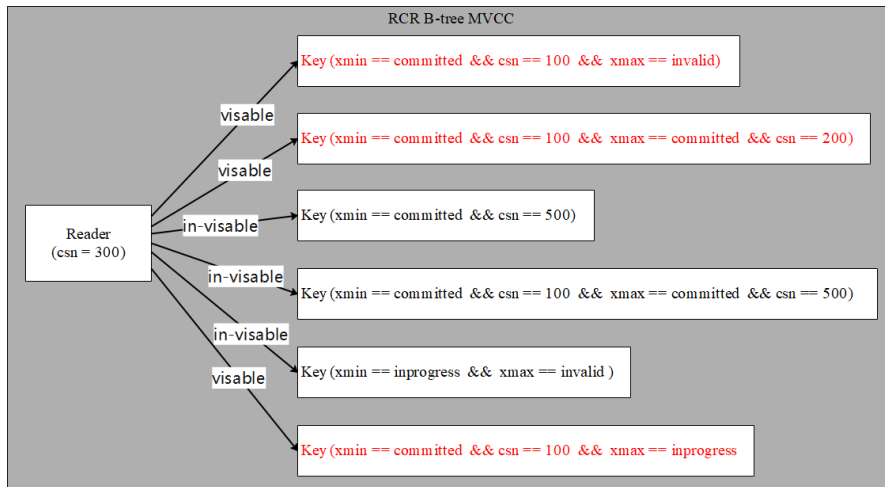 RCR B-tree MVCC
Key (xmin == committed && csn == 100 && xmax == invalid)
visable
Key (xmin == committed && csn == 100 && xmax == committed && csn == 200)
visable
Key (xmin == committed && csn == 500)
in-visable
Reader
(csn = 300)
in-visable
Key (xmin == committed && csn == 100 && xmax == committed && csn == 500)
in-visable
Key (xmin == inprogress && xmax == invalid )
visable
Key (xmin == committed && csn == 100 && xmax == inprogress